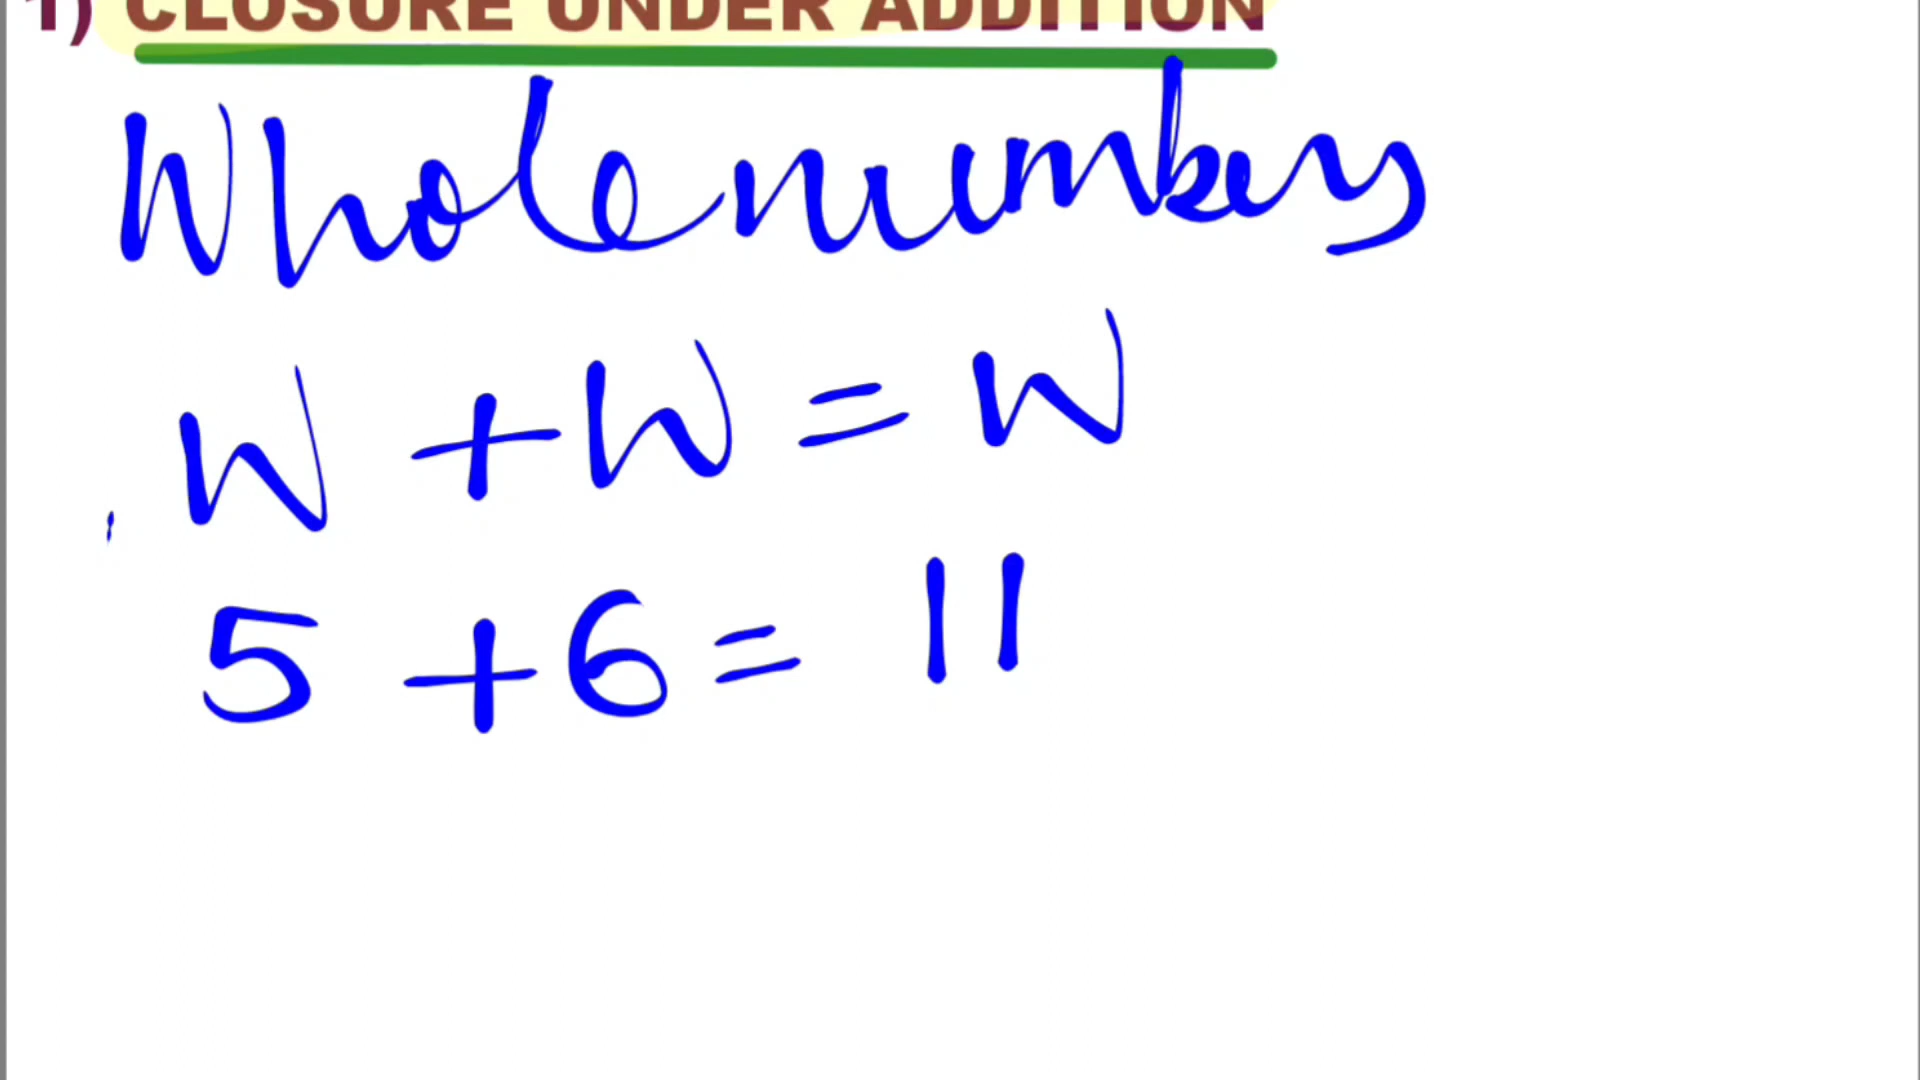 1) CLOSURE UNDER ADDITION
Whole numbers
W + W = W
5 + 6 = 11